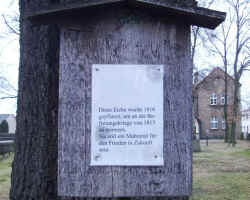 Diese Eiche wurde 1816
gepflanzt, um an die Be-
freiungskriege von 1813
zu erinnern.
Sie soll ein Mahnmal für
den Frieden in Zukunft
sein.